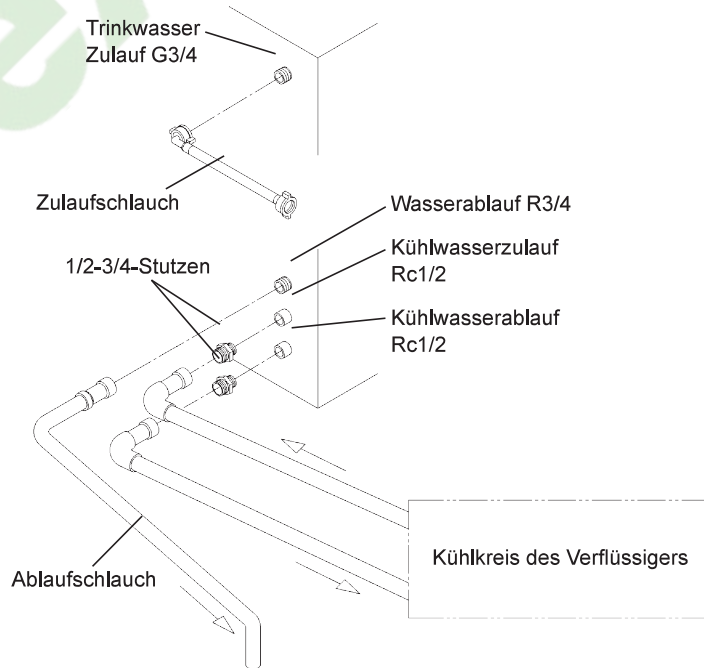 Trinkwasser
Zulauf G3/4
Zulaufschlauch
Wasserablauf R3/4
1/2-3/4-Stutzen
Kühlwasserzulauf
Rc1/2
Kühlwasserablauf
Rc1/2
Kühlkreis des Verflüssigers
Ablaufschlauch